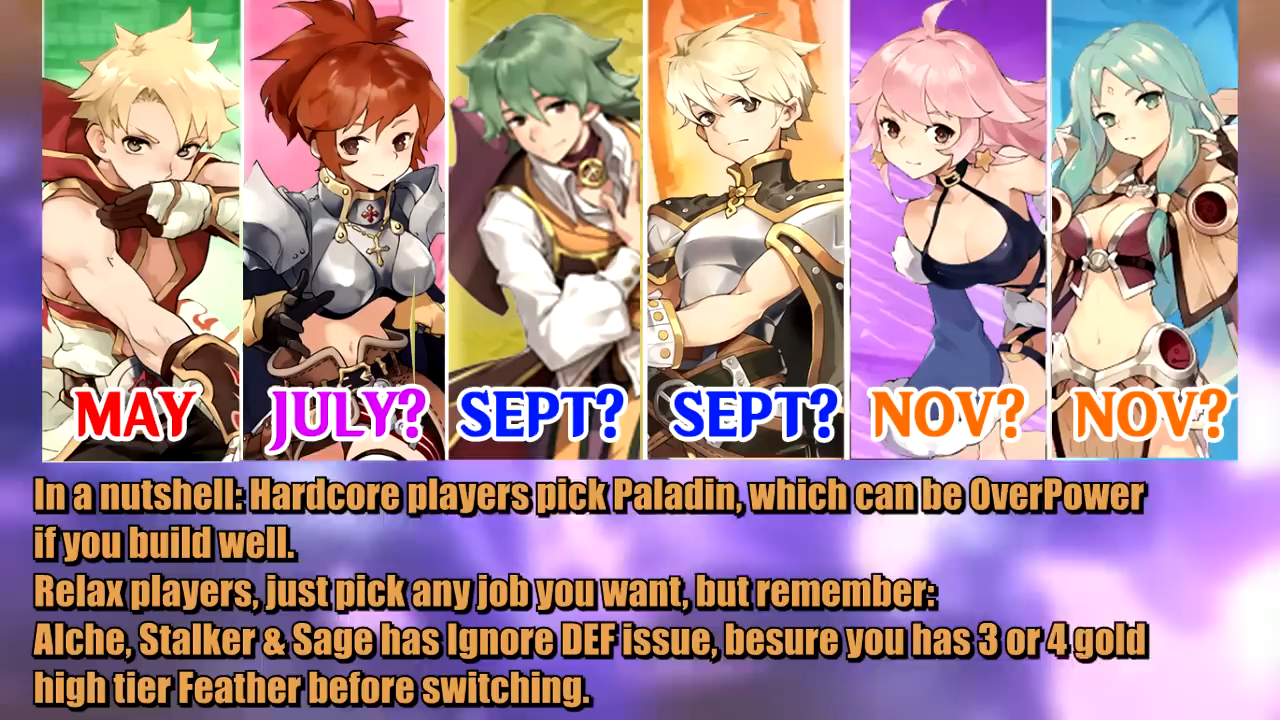 MAY
JULY?
SEPT?
SEPT?
NOV?
NOV?
In a nutshell: Hardcore players pick Paladin, which can be OverPower
if you build well.
Relax players, just pick any job you want, but remember:
Alche, Stalker & Sage has Ignore DEF issue, besure you has 3 or 4 gold
high tier Feather before switching.